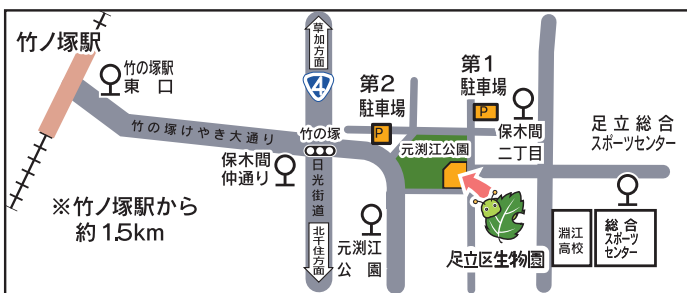 竹ノ塚駅
竹の塚駅
東口
竹の塚けやき大通り
※竹ノ塚駅から
約1.5km
草加方面
4
竹の塚
日光街道
北千住方面
保木間
仲通り
第2
駐車場
P
第1
駐車場
P
元渕江公園
保木間
二丁目
元渕江
公園
足立区生物園
足立総合
スポーツセンター
淵江
高校
総合
スポーツ
センター